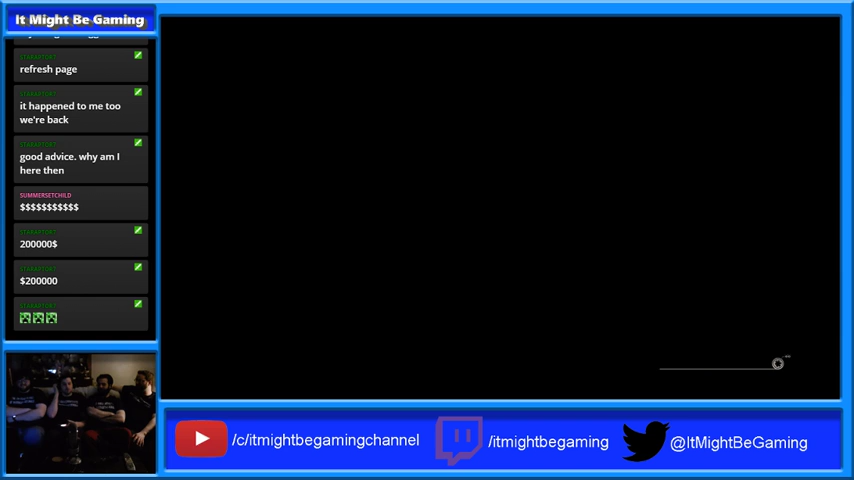 It Might Be Gaming
refresh page
it happened to me too
we're back
good advice. why am I
here then
SUMMERSETCHILD
$$$$$$$$$$$
200000$
$200000
/c/itmightbegamingchannel
/itmightbegaming
@ItMightBeGaming